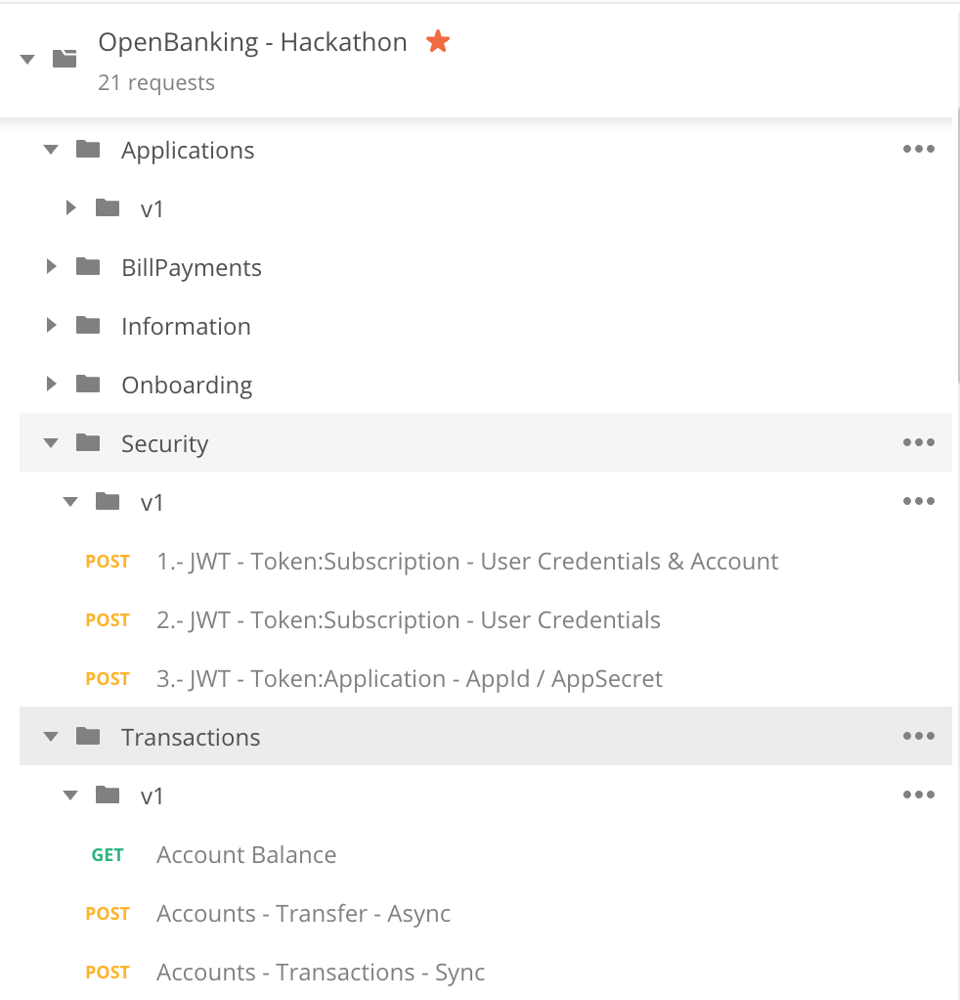 OpenBanking - Hackathon
21 requests
Applications
v1
BillPayments
Information
Onboarding
Security
v1
POST 1.- JWT - Token:Subscription - User Credentials & Account
POST 2.- JWT - Token:Subscription - User Credentials
POST 3.- JWT - Token:Application - AppId / AppSecret
Transactions
v1
GET Account Balance
POST Accounts - Transfer - Async
POST Accounts - Transactions - Sync